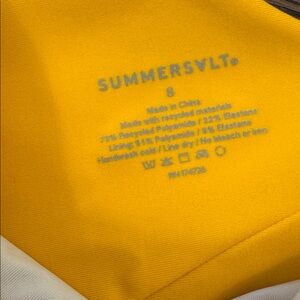 SUMMERSALT
8
Made in China
Made with recycled materials
78% Recycled Polyamide / 22% Elastane
Lining: 91% Polyamide / 9% Elastane
Handwash cold / Line dry / No bleach or iron